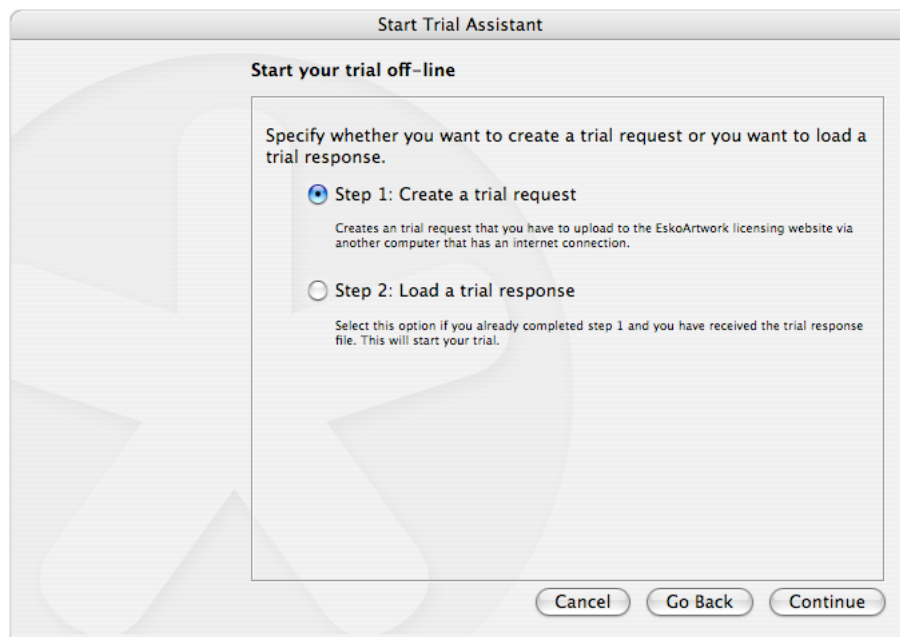 Start Trial Assistant
Start your trial off-line
Specify whether you want to create a trial request or you want to load a
trial response.
Step 1: Create a trial request
Creates an trial request that you have to upload to the EskoArtwork licensing website via
another computer that has an internet connection.
Step 2: Load a trial response
Select this option if you already completed step 1 and you have received the trial response
file. This will start your trial.
Cancel Go Back Continue